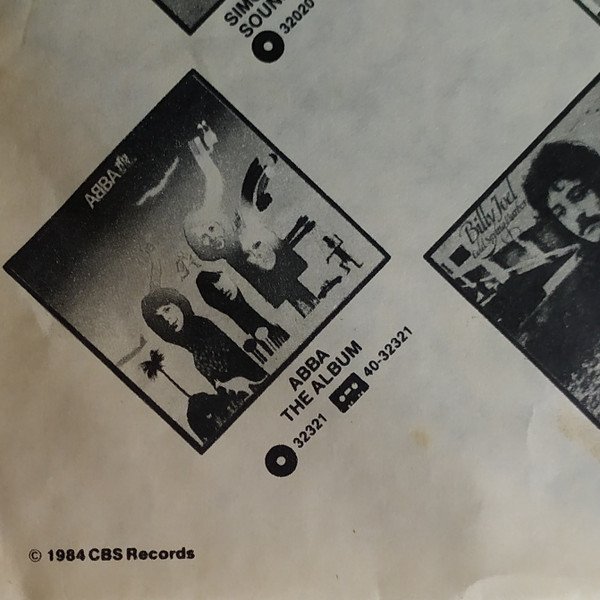 SIM
SOUN
32020
ABBA
Billy Joel
ABBA
THE ALBUM
32321
40-32321
© 1984 CBS Records